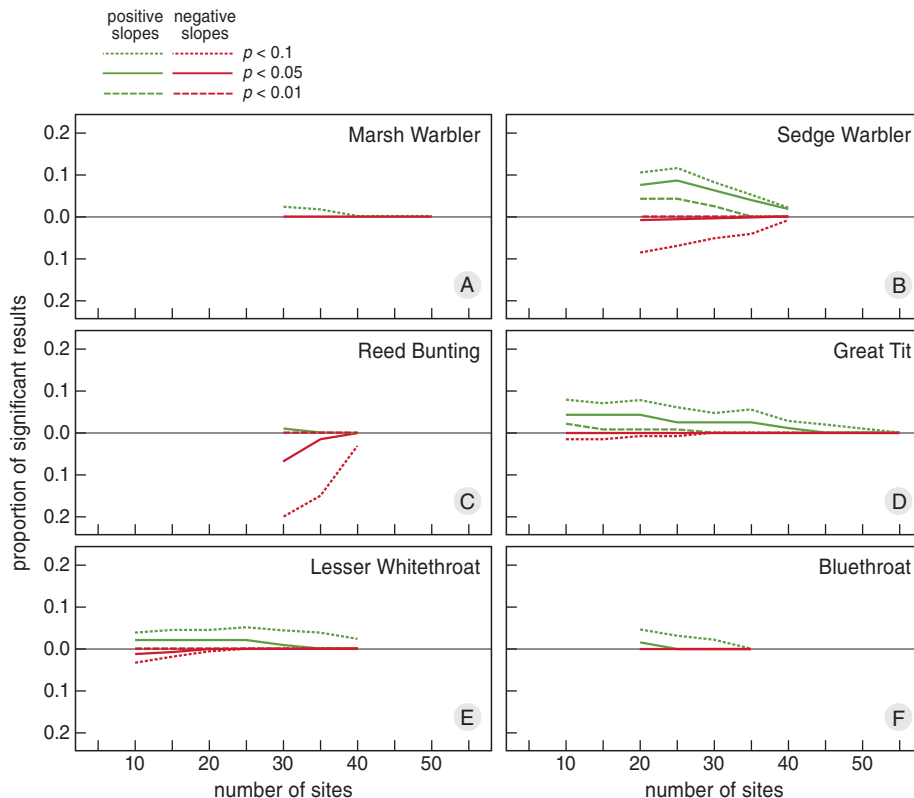 positive negative
slopes slopes
p < 0.1
p < 0.05
p < 0.01
proportion of significant results
0.2 Marsh Warbler
0.1
0.0
0.1
0.2 A
Sedge Warbler
B
0.2 Reed Bunting
0.1
0.0
0.1
0.2 C
Great Tit
D
0.2 Lesser Whitethroat
0.1
0.0
0.1
0.2 E
Bluethroat
F
10 20 30 40 50
number of sites
10 20 30 40 50
number of sites